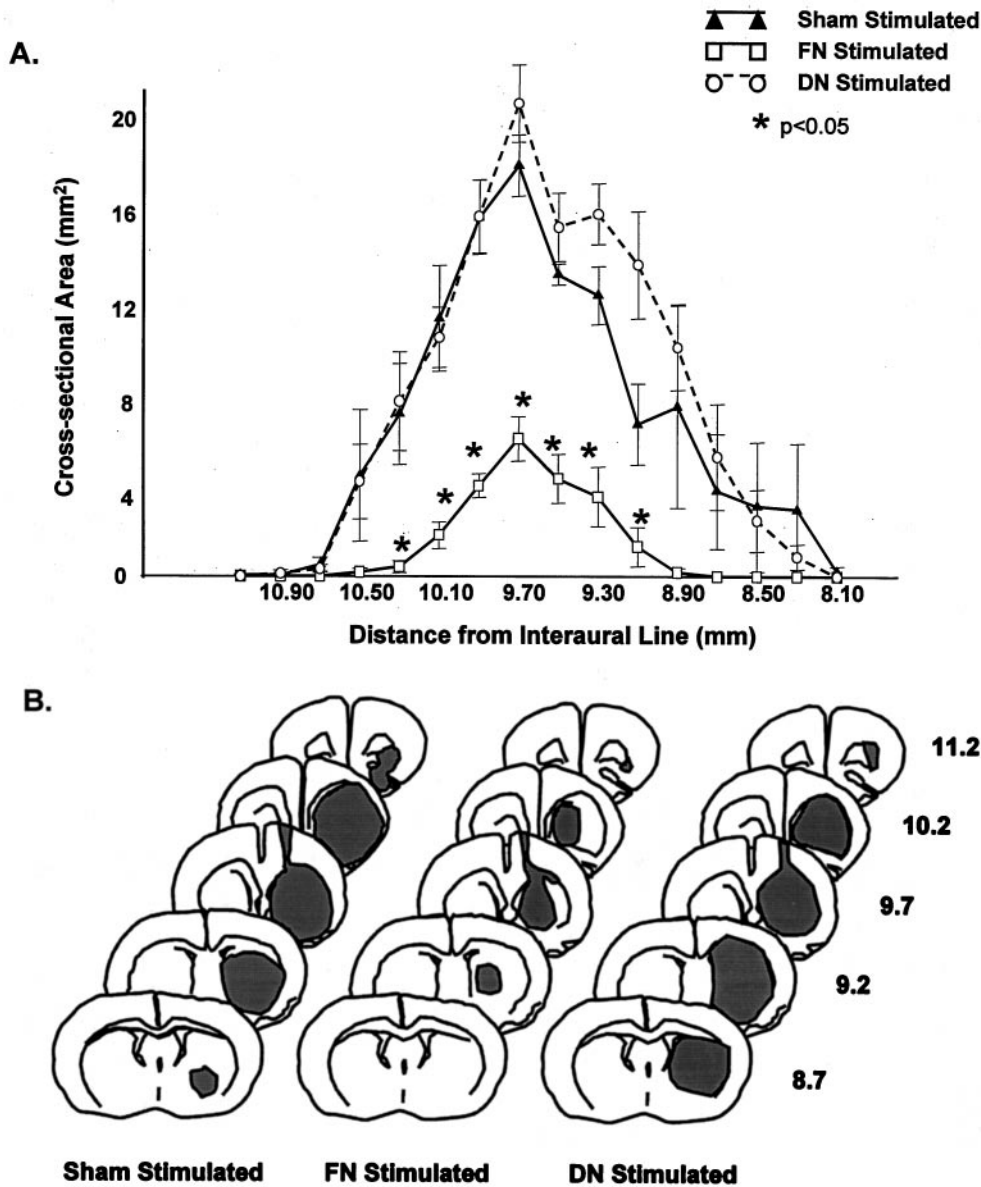 A.
Sham Stimulated
FN Stimulated
DN Stimulated
* p<0.05
Cross-sectional Area (mm²)
20
16
12
8
4
0
*
*
*
*
*
*
*
10.90 10.50 10.10 9.70 9.30 8.90 8.50 8.10
Distance from Interaural Line (mm)
B.
11.2
10.2
9.7
9.2
8.7
Sham Stimulated FN Stimulated DN Stimulated